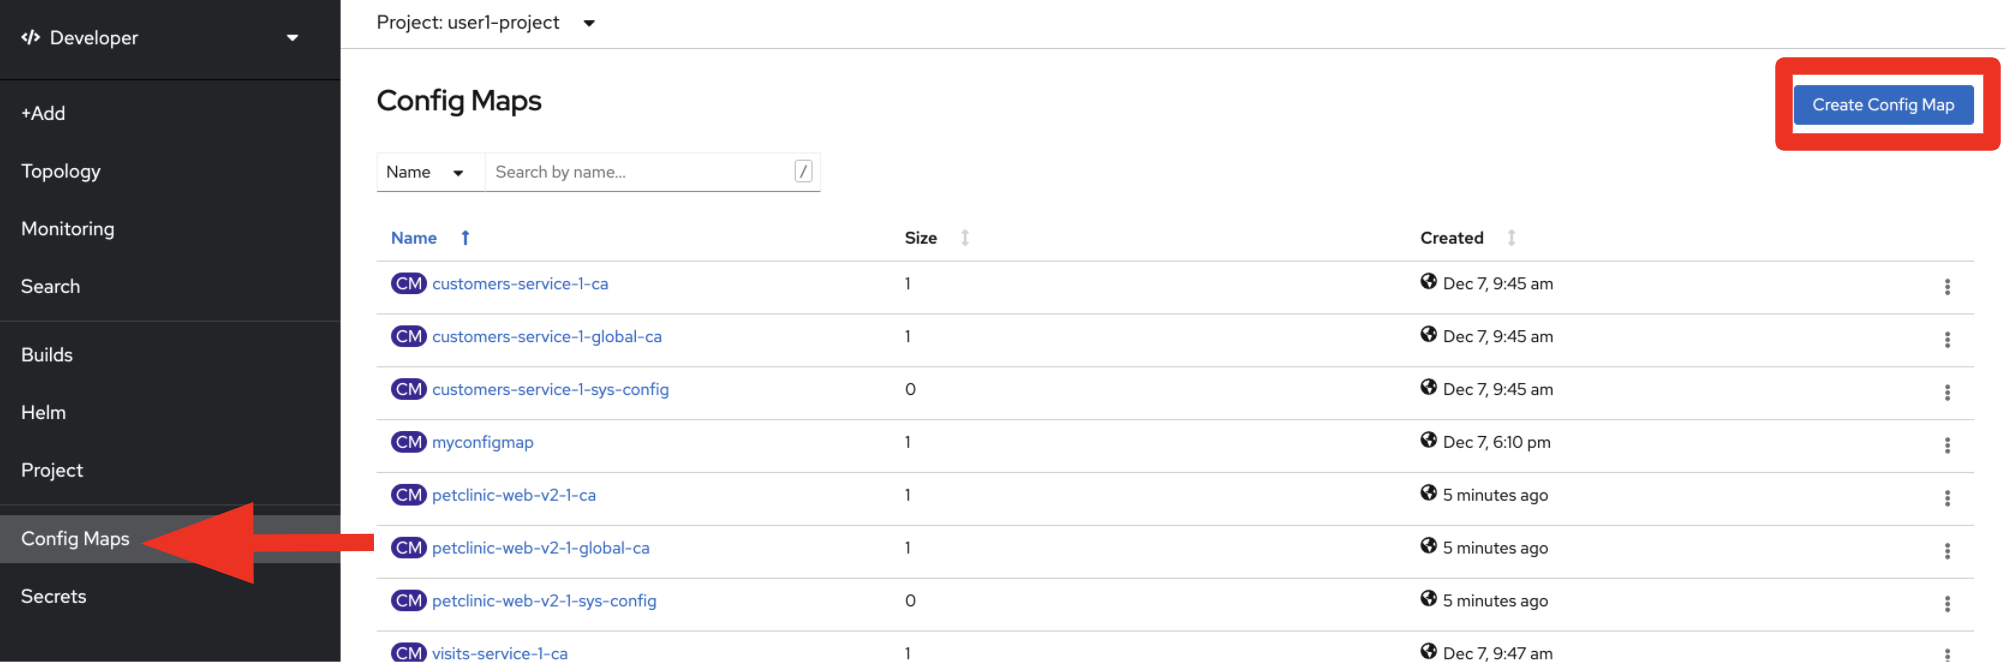 Developer
Project: user1-project
+Add
Topology
Monitoring
Search
Builds
Helm
Project
Config Maps
Secrets
Config Maps
Create Config Map
Name Search by name... /
Name Size Created
CM customers-service-1-ca 1 Dec 7, 9:45 am
CM customers-service-1-global-ca 1 Dec 7, 9:45 am
CM customers-service-1-sys-config 0 Dec 7, 9:45 am
CM myconfigmap 1 Dec 7, 6:10 pm
CM petclinic-web-v2-1-ca 1 5 minutes ago
CM petclinic-web-v2-1-global-ca 1 5 minutes ago
CM petclinic-web-v2-1-sys-config 0 5 minutes ago
CM visits-service-1-ca 1 Dec 7, 9:47 am